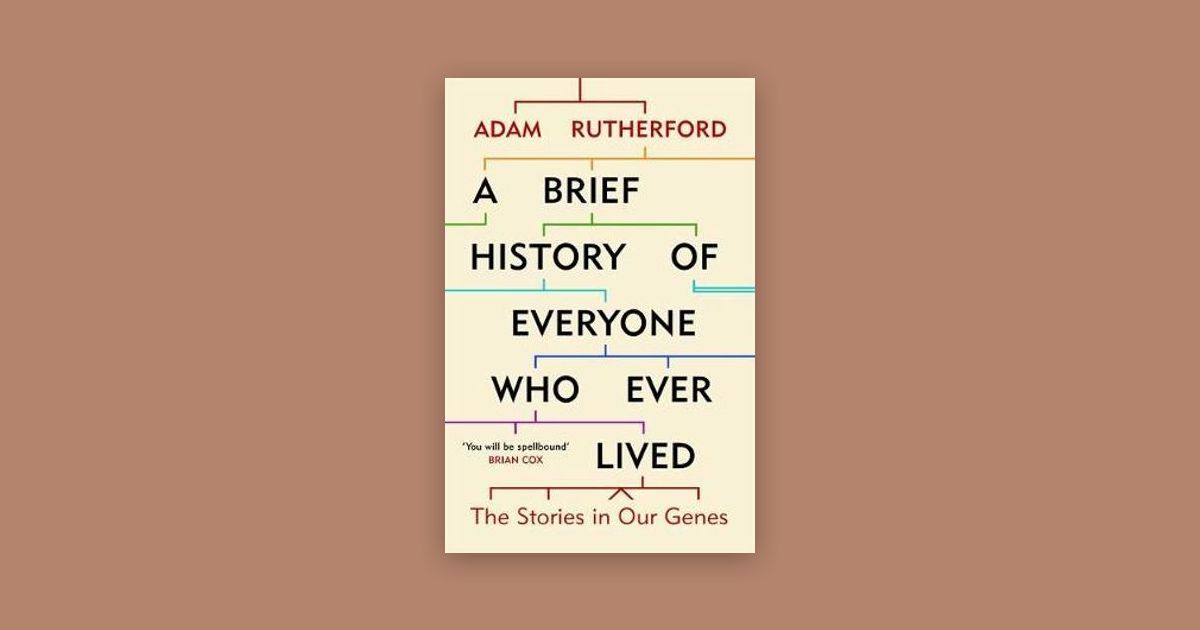 ADAM RUTHERFORD
A BRIEF
HISTORY OF
EVERYONE
WHO EVER
'You will be spellbound'
BRIAN COX
LIVED
The Stories in Our Genes